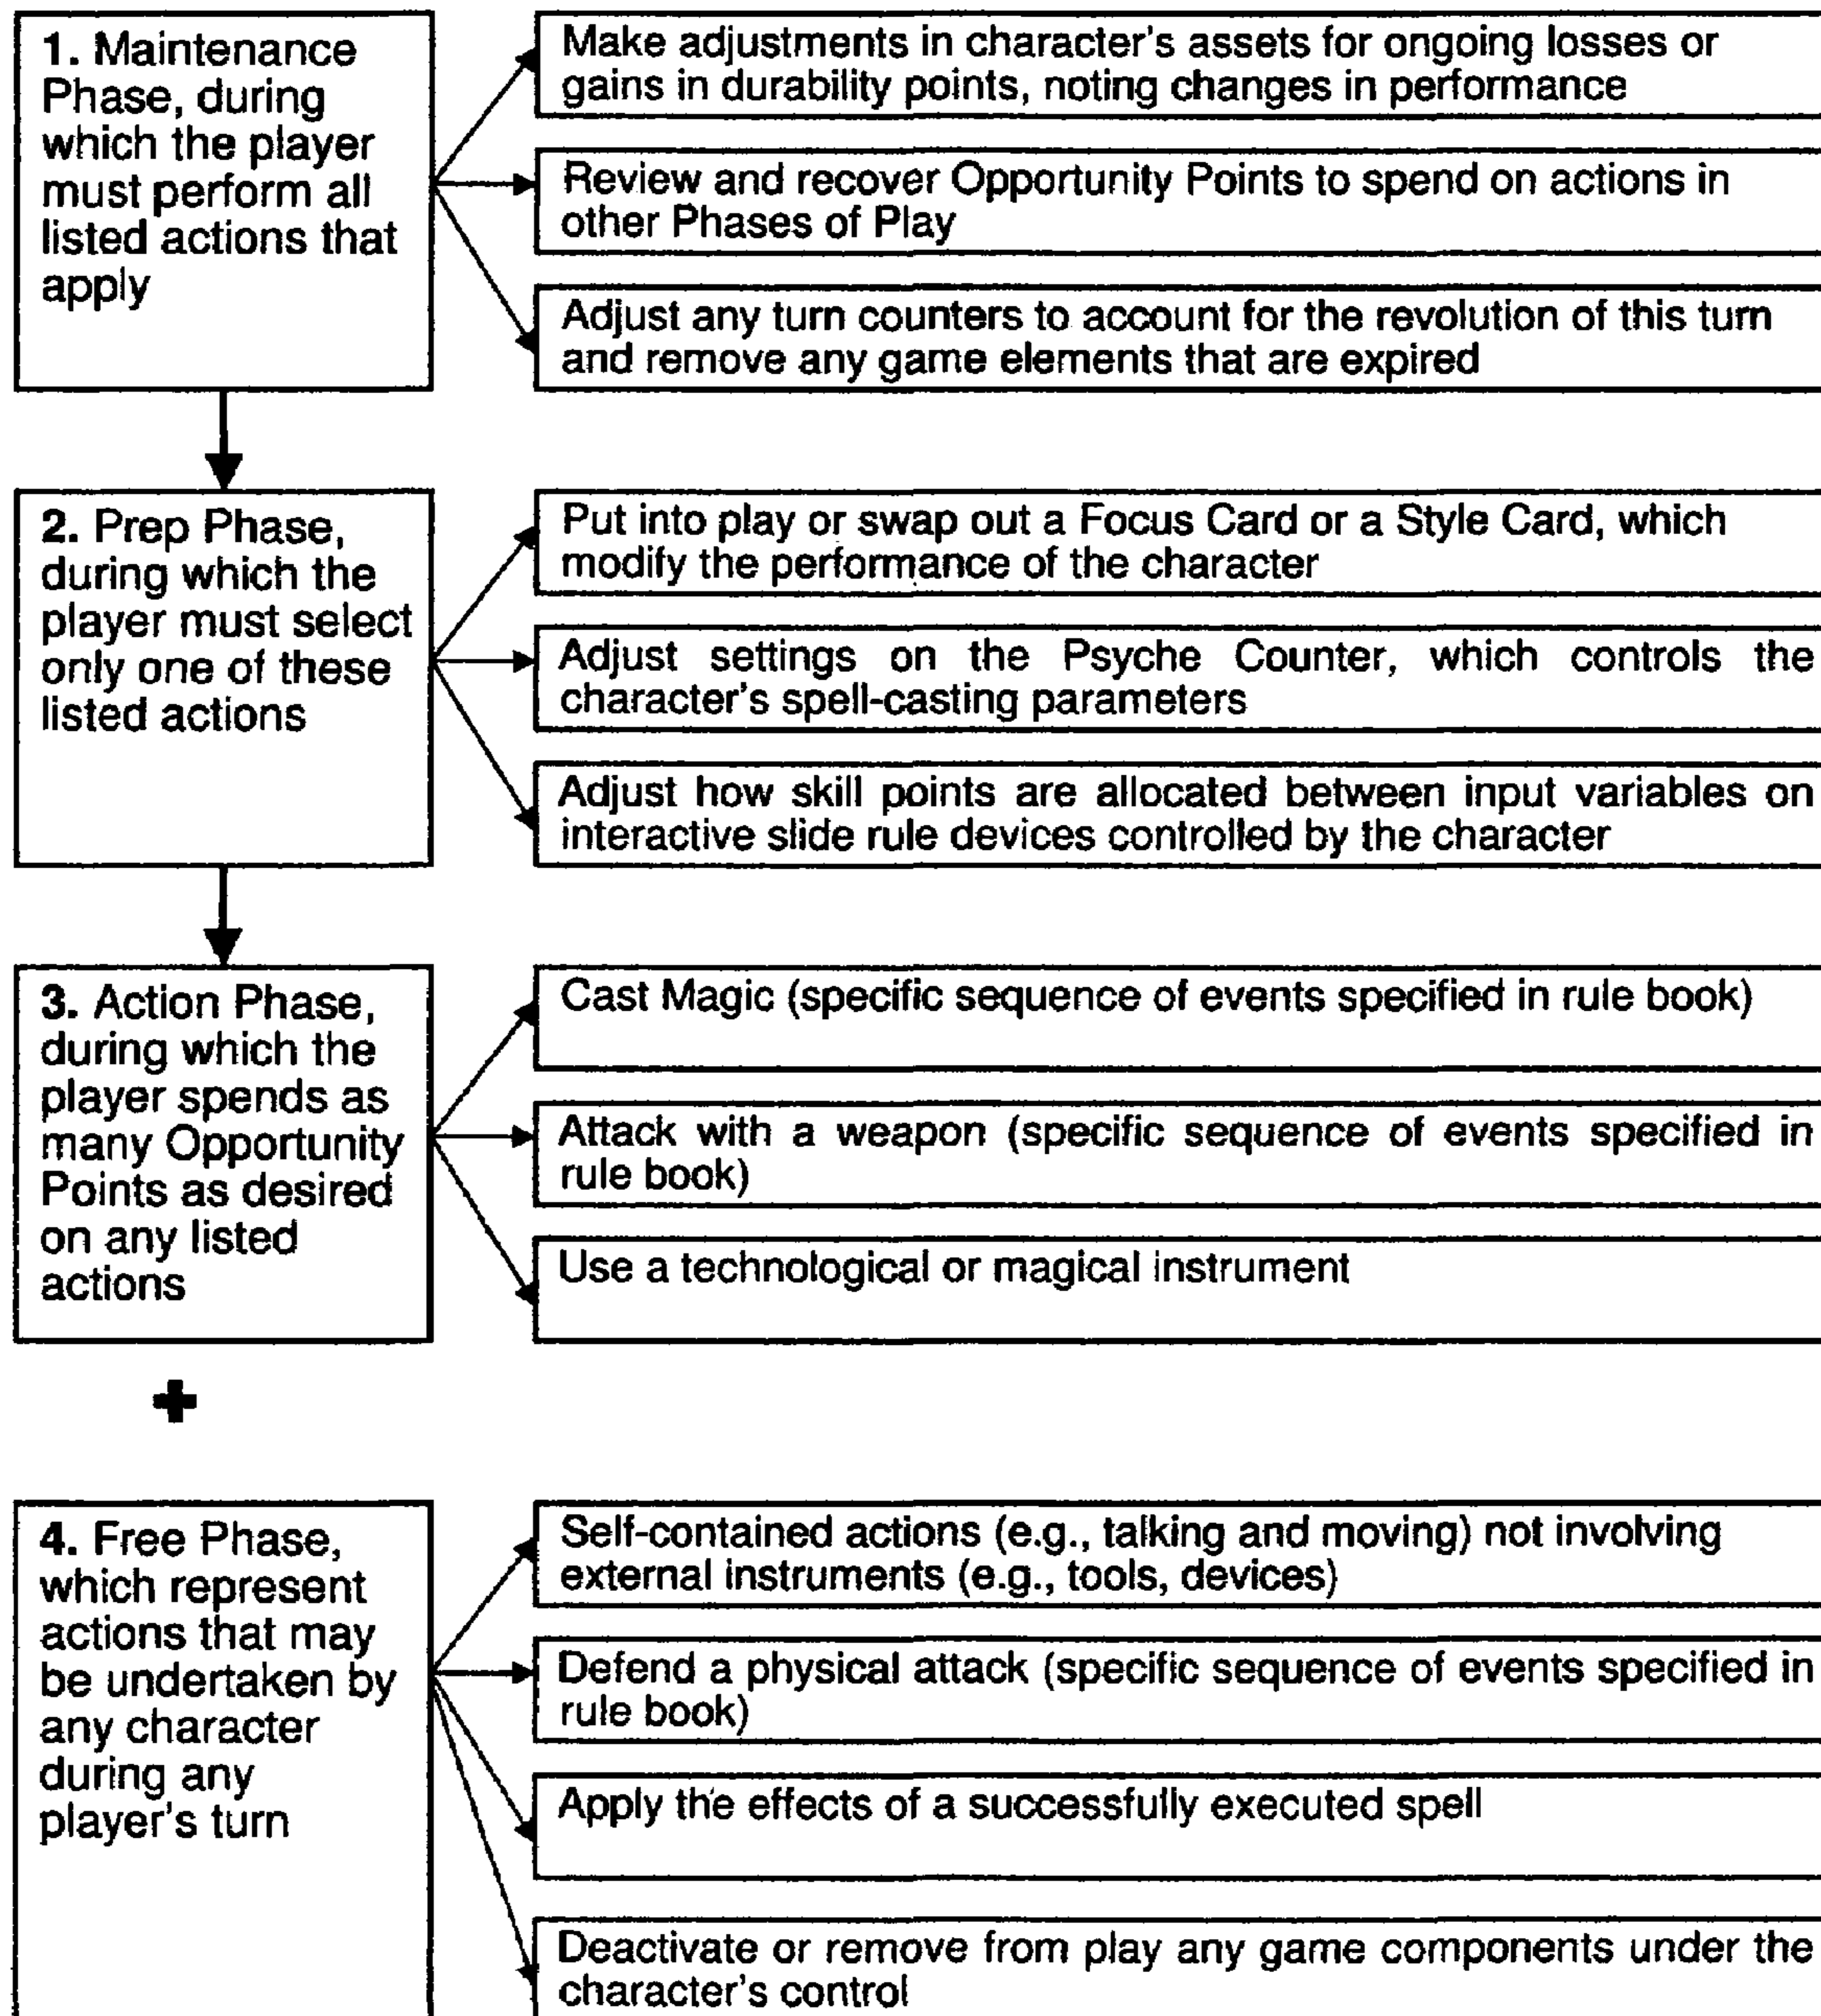 1. Maintenance
Phase, during
which the player
must perform all
listed actions that
apply
Make adjustments in character's assets for ongoing losses or
gains in durability points, noting changes in performance
Review and recover Opportunity Points to spend on actions in
other Phases of Play
Adjust any turn counters to account for the revolution of this turn
and remove any game elements that are expired
2. Prep Phase,
during which the
player must select
only one of these
listed actions
Put into play or swap out a Focus Card or a Style Card, which
modify the performance of the character
Adjust settings on the Psyche Counter, which controls the
character's spell-casting parameters
Adjust how skill points are allocated between input variables on
interactive slide rule devices controlled by the character
3. Action Phase,
during which the
player spends as
many Opportunity
Points as desired
on any listed
actions
Cast Magic (specific sequence of events specified in rule book)
Attack with a weapon (specific sequence of events specified in
rule book)
Use a technological or magical instrument
+
4. Free Phase,
which represent
actions that may
be undertaken by
any character
during any
player's turn
Self-contained actions (e.g., talking and moving) not involving
external instruments (e.g., tools, devices)
Defend a physical attack (specific sequence of events specified in
rule book)
Apply the effects of a successfully executed spell
Deactivate or remove from play any game components under the
character's control